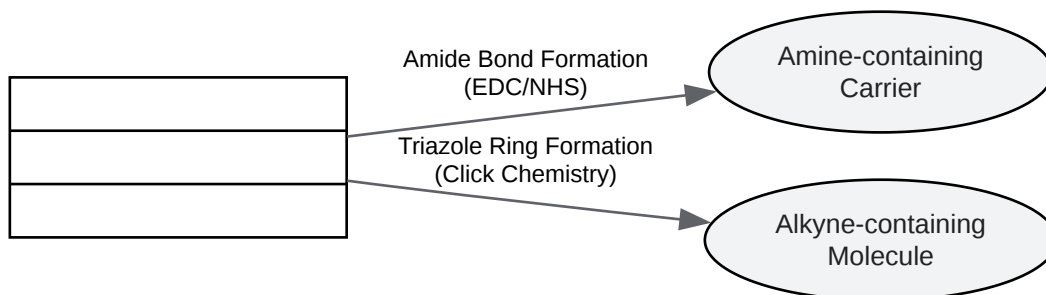 Amide Bond Formation
(EDC/NHS)
Amine-containing
Carrier
Triazole Ring Formation
(Click Chemistry)
Alkyne-containing
Molecule